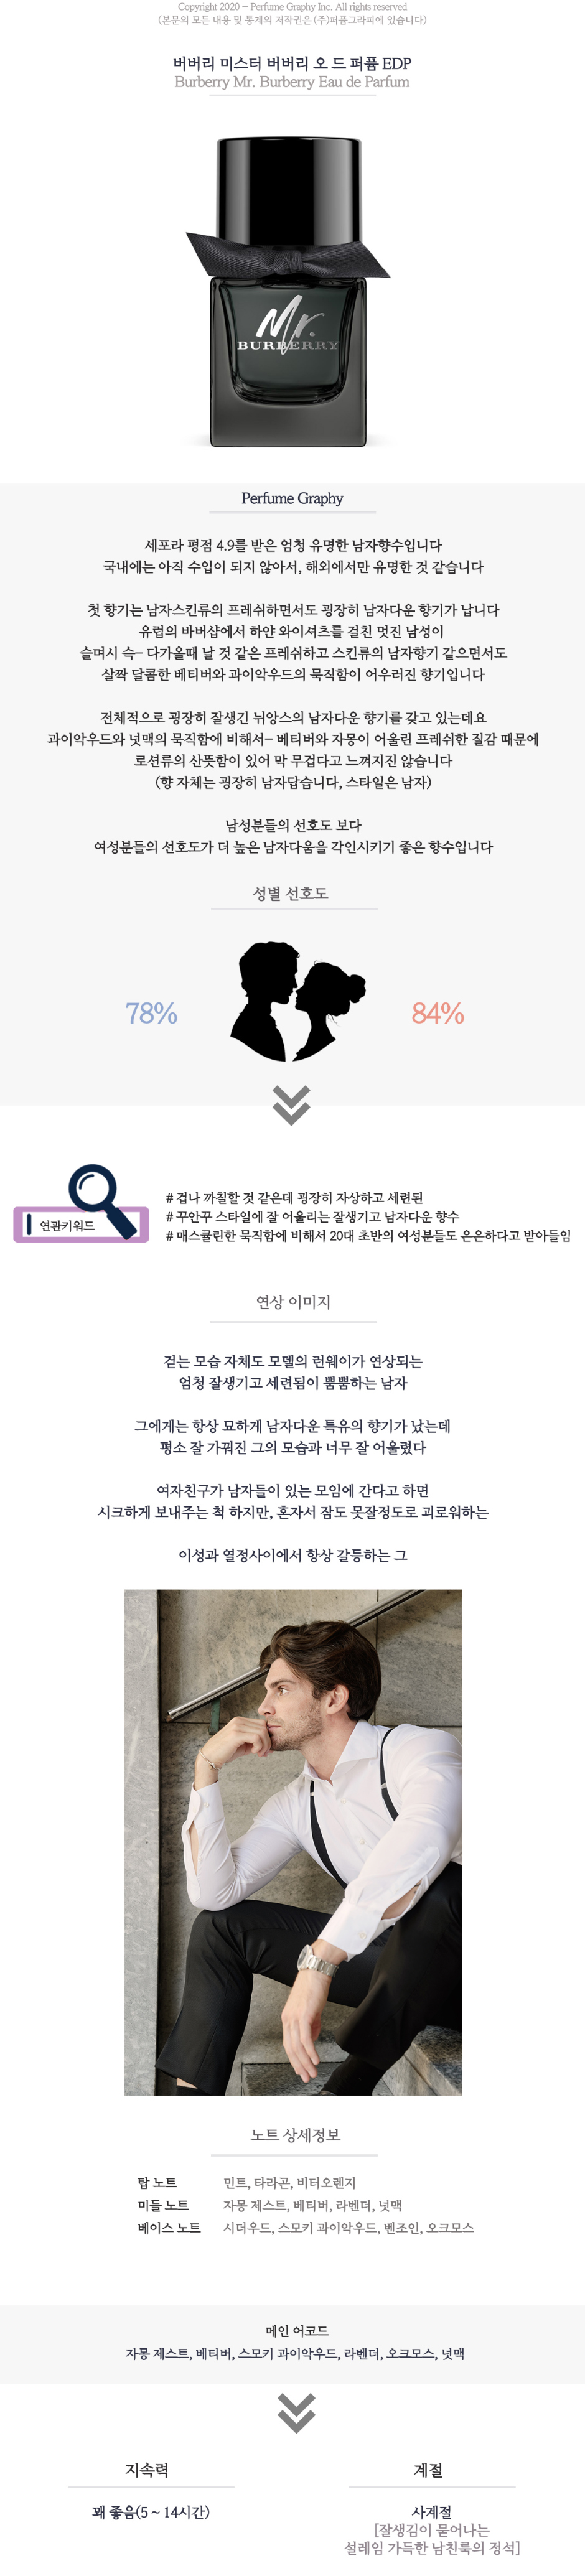 Copyright 2020 - Perfume Graphy Inc. All rights reserved
(본문의 모든 내용 및 통계의 저작권은 (주)퍼퓸그라피에 있습니다)
버버리 미스터 버버리 오 드 퍼퓸 EDP
Burberry Mr. Burberry Eau de Parfum
Mr.
BURBERRY
Perfume Graphy
세포라 평점 4.9를 받은 엄청 유명한 남자향수입니다
국내에는 아직 수입이 되지 않아서, 해외에서만 유명한 것 같습니다
첫 향기는 남자스킨류의 프레쉬하면서도 굉장히 남자다운 향기가 납니다
유럽의 바버샵에서 하얀 와이셔츠를 걸친 멋진 남성이
슬며시 슥- 다가올때 날 것 같은 프레쉬하고 스킨류의 남자향기 같으면서도
살짝 달콤한 베티버와 과이악우드의 묵직함이 어우러진 향기입니다
전체적으로 굉장히 잘생긴 뉘앙스의 남자다운 향기를 갖고 있는데요
과이악우드와 넛맥의 묵직함에 비해서- 베티버와 자몽이 어울린 프레쉬한 질감 때문에
로션류의 산뜻함이 있어 막 무겁다고 느껴지진 않습니다
(향 자체는 굉장히 남자답습니다, 스타일은 남자)
남성분들의 선호도 보다
여성분들의 선호도가 더 높은 남자다움을 각인시키기 좋은 향수입니다
성별 선호도
78%
84%
연관키워드
# 겁나 까칠할 것 같은데 굉장히 자상하고 세련된
# 꾸안꾸 스타일에 잘 어울리는 잘생기고 남자다운 향수
# 매스큘린한 묵직함에 비해서 20대 초반의 여성분들도 은은하다고 받아들임
연상 이미지
걷는 모습 자체도 모델의 런웨이가 연상되는
엄청 잘생기고 세련됨이 뿜뿜하는 남자
그에게는 항상 묘하게 남자다운 특유의 향기가 났는데
평소 잘 가꿔진 그의 모습과 너무 잘 어울렸다
여자친구가 남자들이 있는 모임에 간다고 하면
시크하게 보내주는 척 하지만, 혼자서 잠도 못잘정도로 괴로워하는
이성과 열정사이에서 항상 갈등하는 그
노트 상세정보
탑 노트 민트, 타라곤, 비터오렌지
미들 노트 자몽 제스트, 베티버, 라벤더, 넛맥
베이스 노트 시더우드, 스모키 과이악우드, 벤조인, 오크모스
메인 어코드
자몽 제스트, 베티버, 스모키 과이악우드, 라벤더, 오크모스, 넛맥
지속력
꽤 좋음(5 ~ 14시간)
계절
사계절
[잘생김이 묻어나는
설레임 가득한 남친룩의 정석]